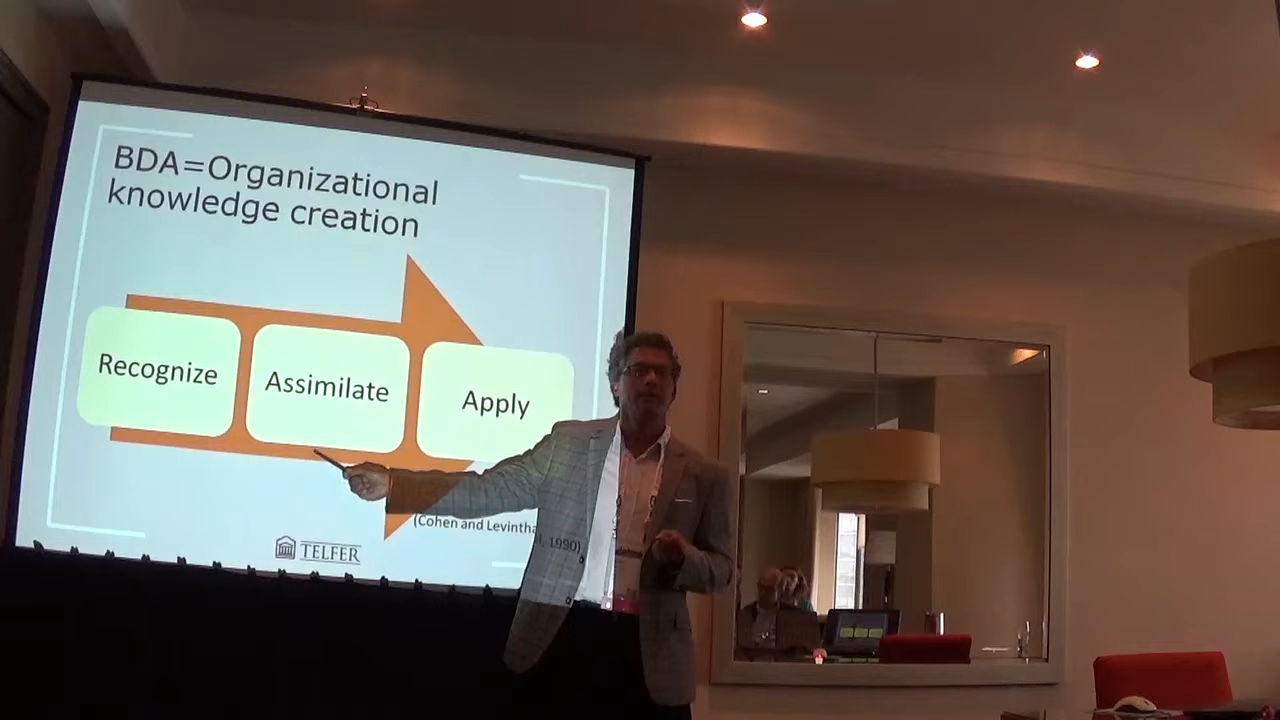 BDA=Organizational
knowledge creation
Recognize
Assimilate
Apply
(Cohen and Levintha
l, 1990)
TELFER